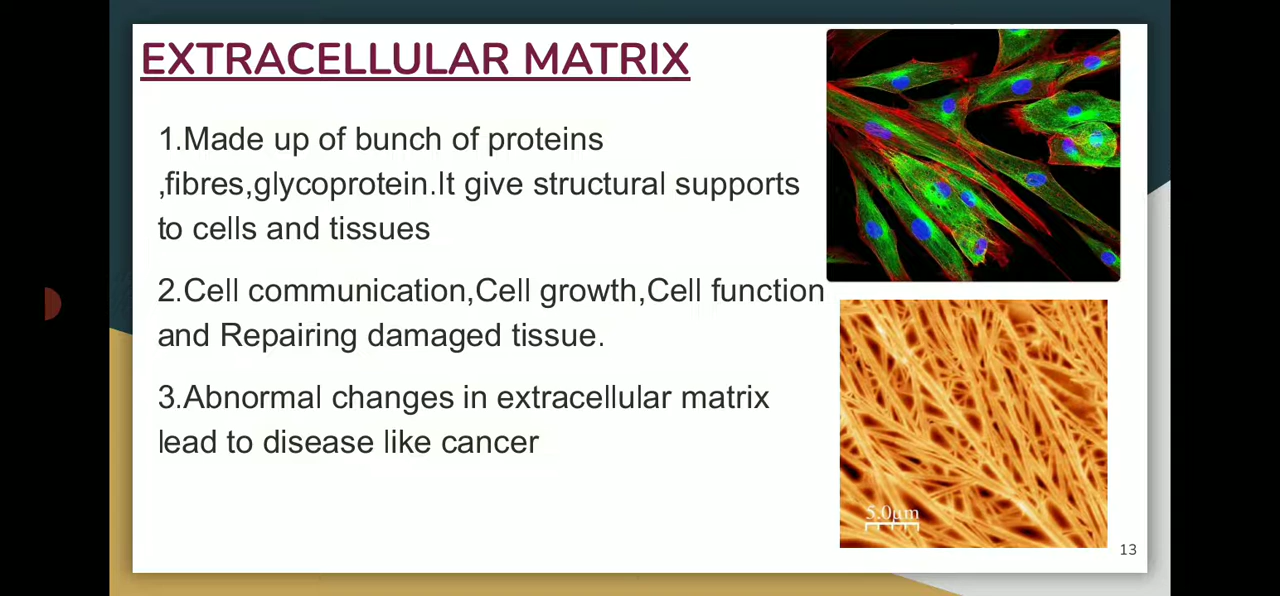 EXTRACELLULAR MATRIX
1.Made up of bunch of proteins
,fibres,glycoprotein.It give structural supports
to cells and tissues
2.Cell communication,Cell growth,Cell function
and Repairing damaged tissue.
3.Abnormal changes in extracellular matrix
lead to disease like cancer
5.0µm
13